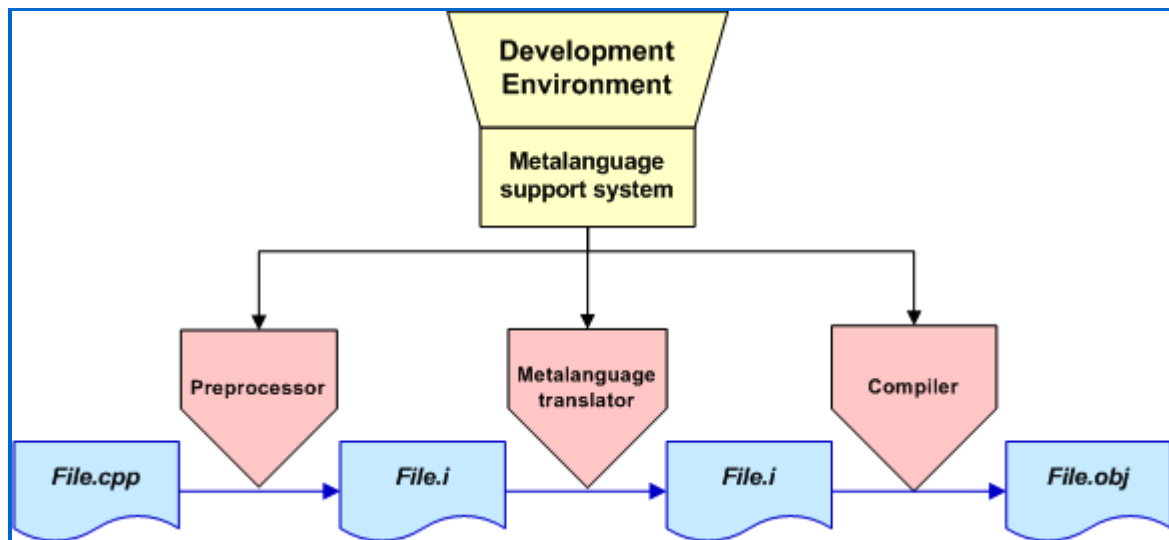 Development
Environment
Metalanguage
support system
Preprocessor
Metalanguage
translator
Compiler
File.cpp
File.i
File.i
File.obj